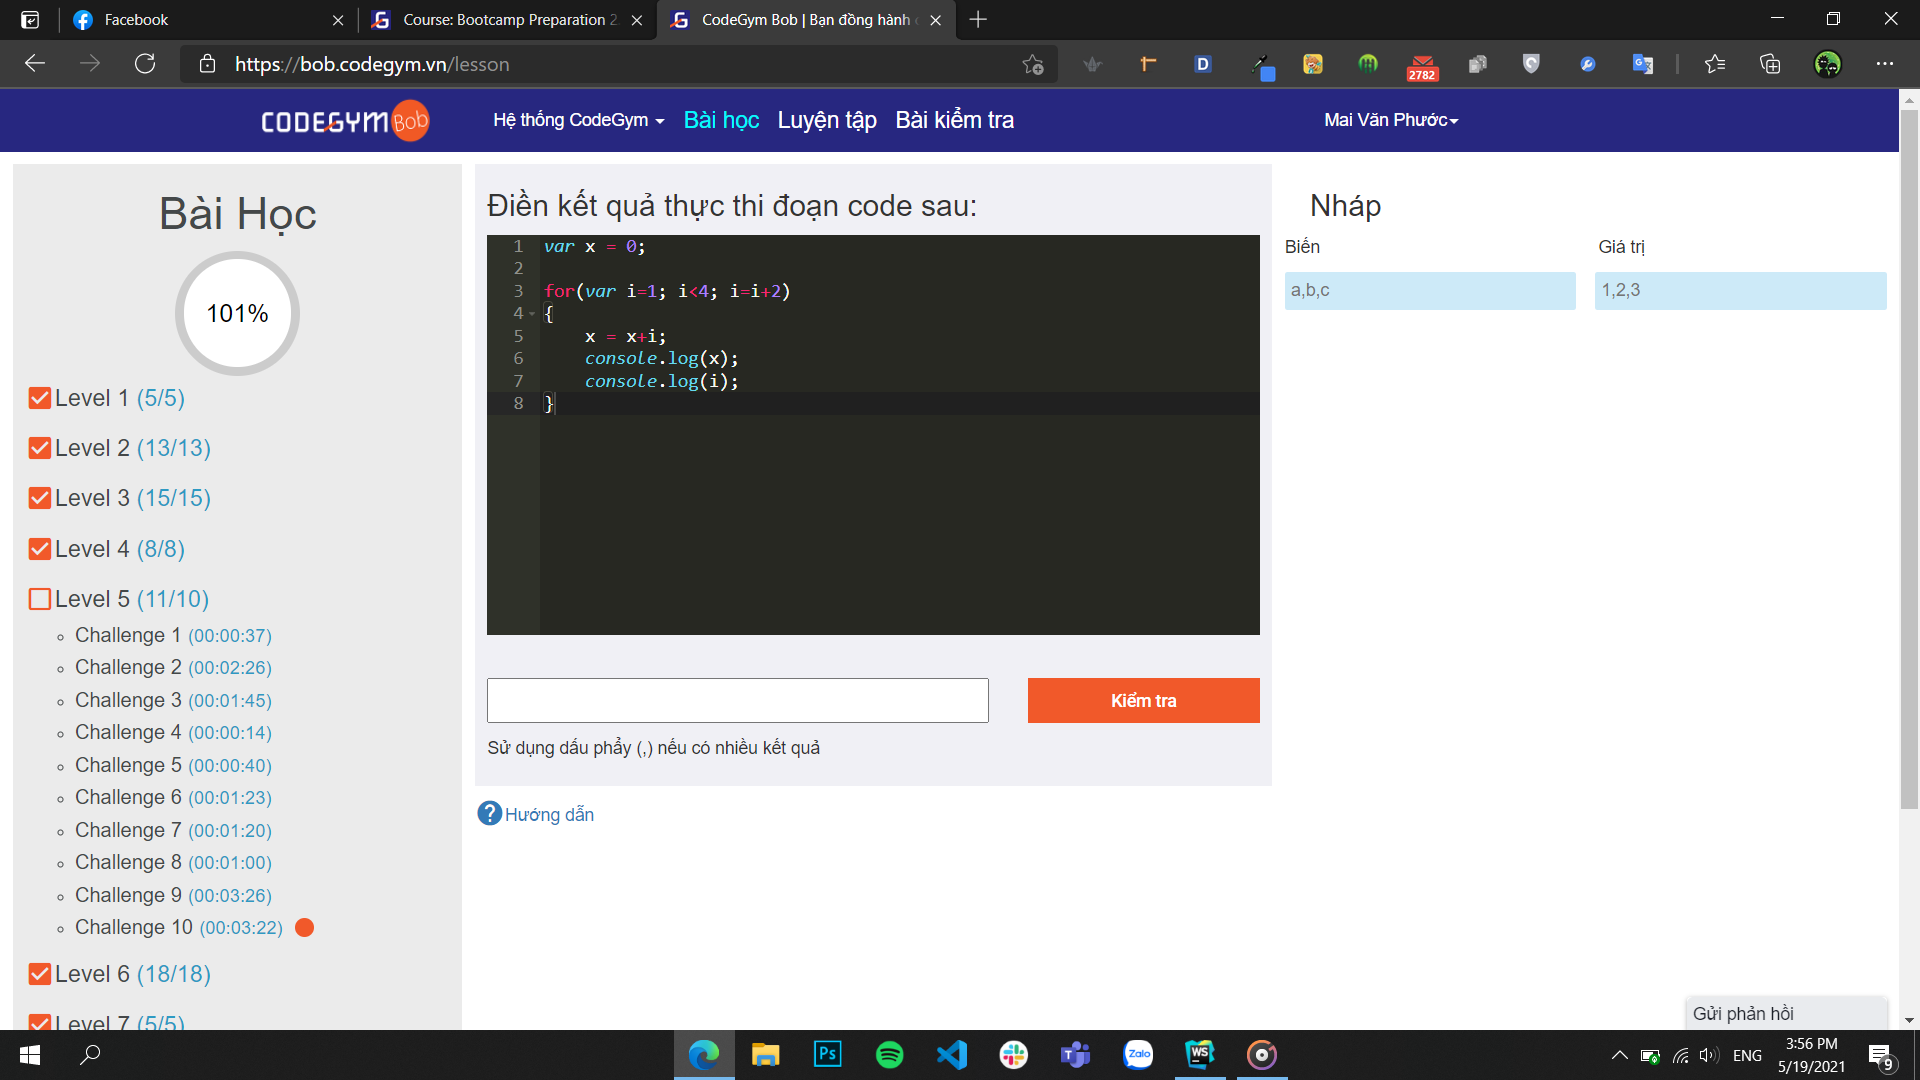 Facebook
Course: Bootcamp Preparation 2
CodeGym Bob | Bạn đồng hành
https://bob.codegym.vn/lesson
2782
CODEGYM Bob
Hệ thống CodeGym
Bài học
Luyện tập
Bài kiểm tra
Mai Văn Phước
Bài Học
101%
Level 1 (5/5)
Level 2 (13/13)
Level 3 (15/15)
Level 4 (8/8)
Level 5 (11/10)
Challenge 1 (00:00:37)
Challenge 2 (00:02:26)
Challenge 3 (00:01:45)
Challenge 4 (00:00:14)
Challenge 5 (00:00:40)
Challenge 6 (00:01:23)
Challenge 7 (00:01:20)
Challenge 8 (00:01:00)
Challenge 9 (00:03:26)
Challenge 10 (00:03:22)
Level 6 (18/18)
Level 7 (5/5)
Điền kết quả thực thi đoạn code sau:
1 var x = 0;
2
3 for(var i=1; i<4; i=i+2)
4 {
5 x = x+i;
6 console.log(x);
7 console.log(i);
8 }
Kiểm tra
Sử dụng dấu phẩy (,) nếu có nhiều kết quả
? Hướng dẫn
Nháp
Biến
Giá trị
a,b,c
1,2,3
Gửi phản hồi
Ps
Zalo
WS
ENG
3:56 PM
5/19/2021
9